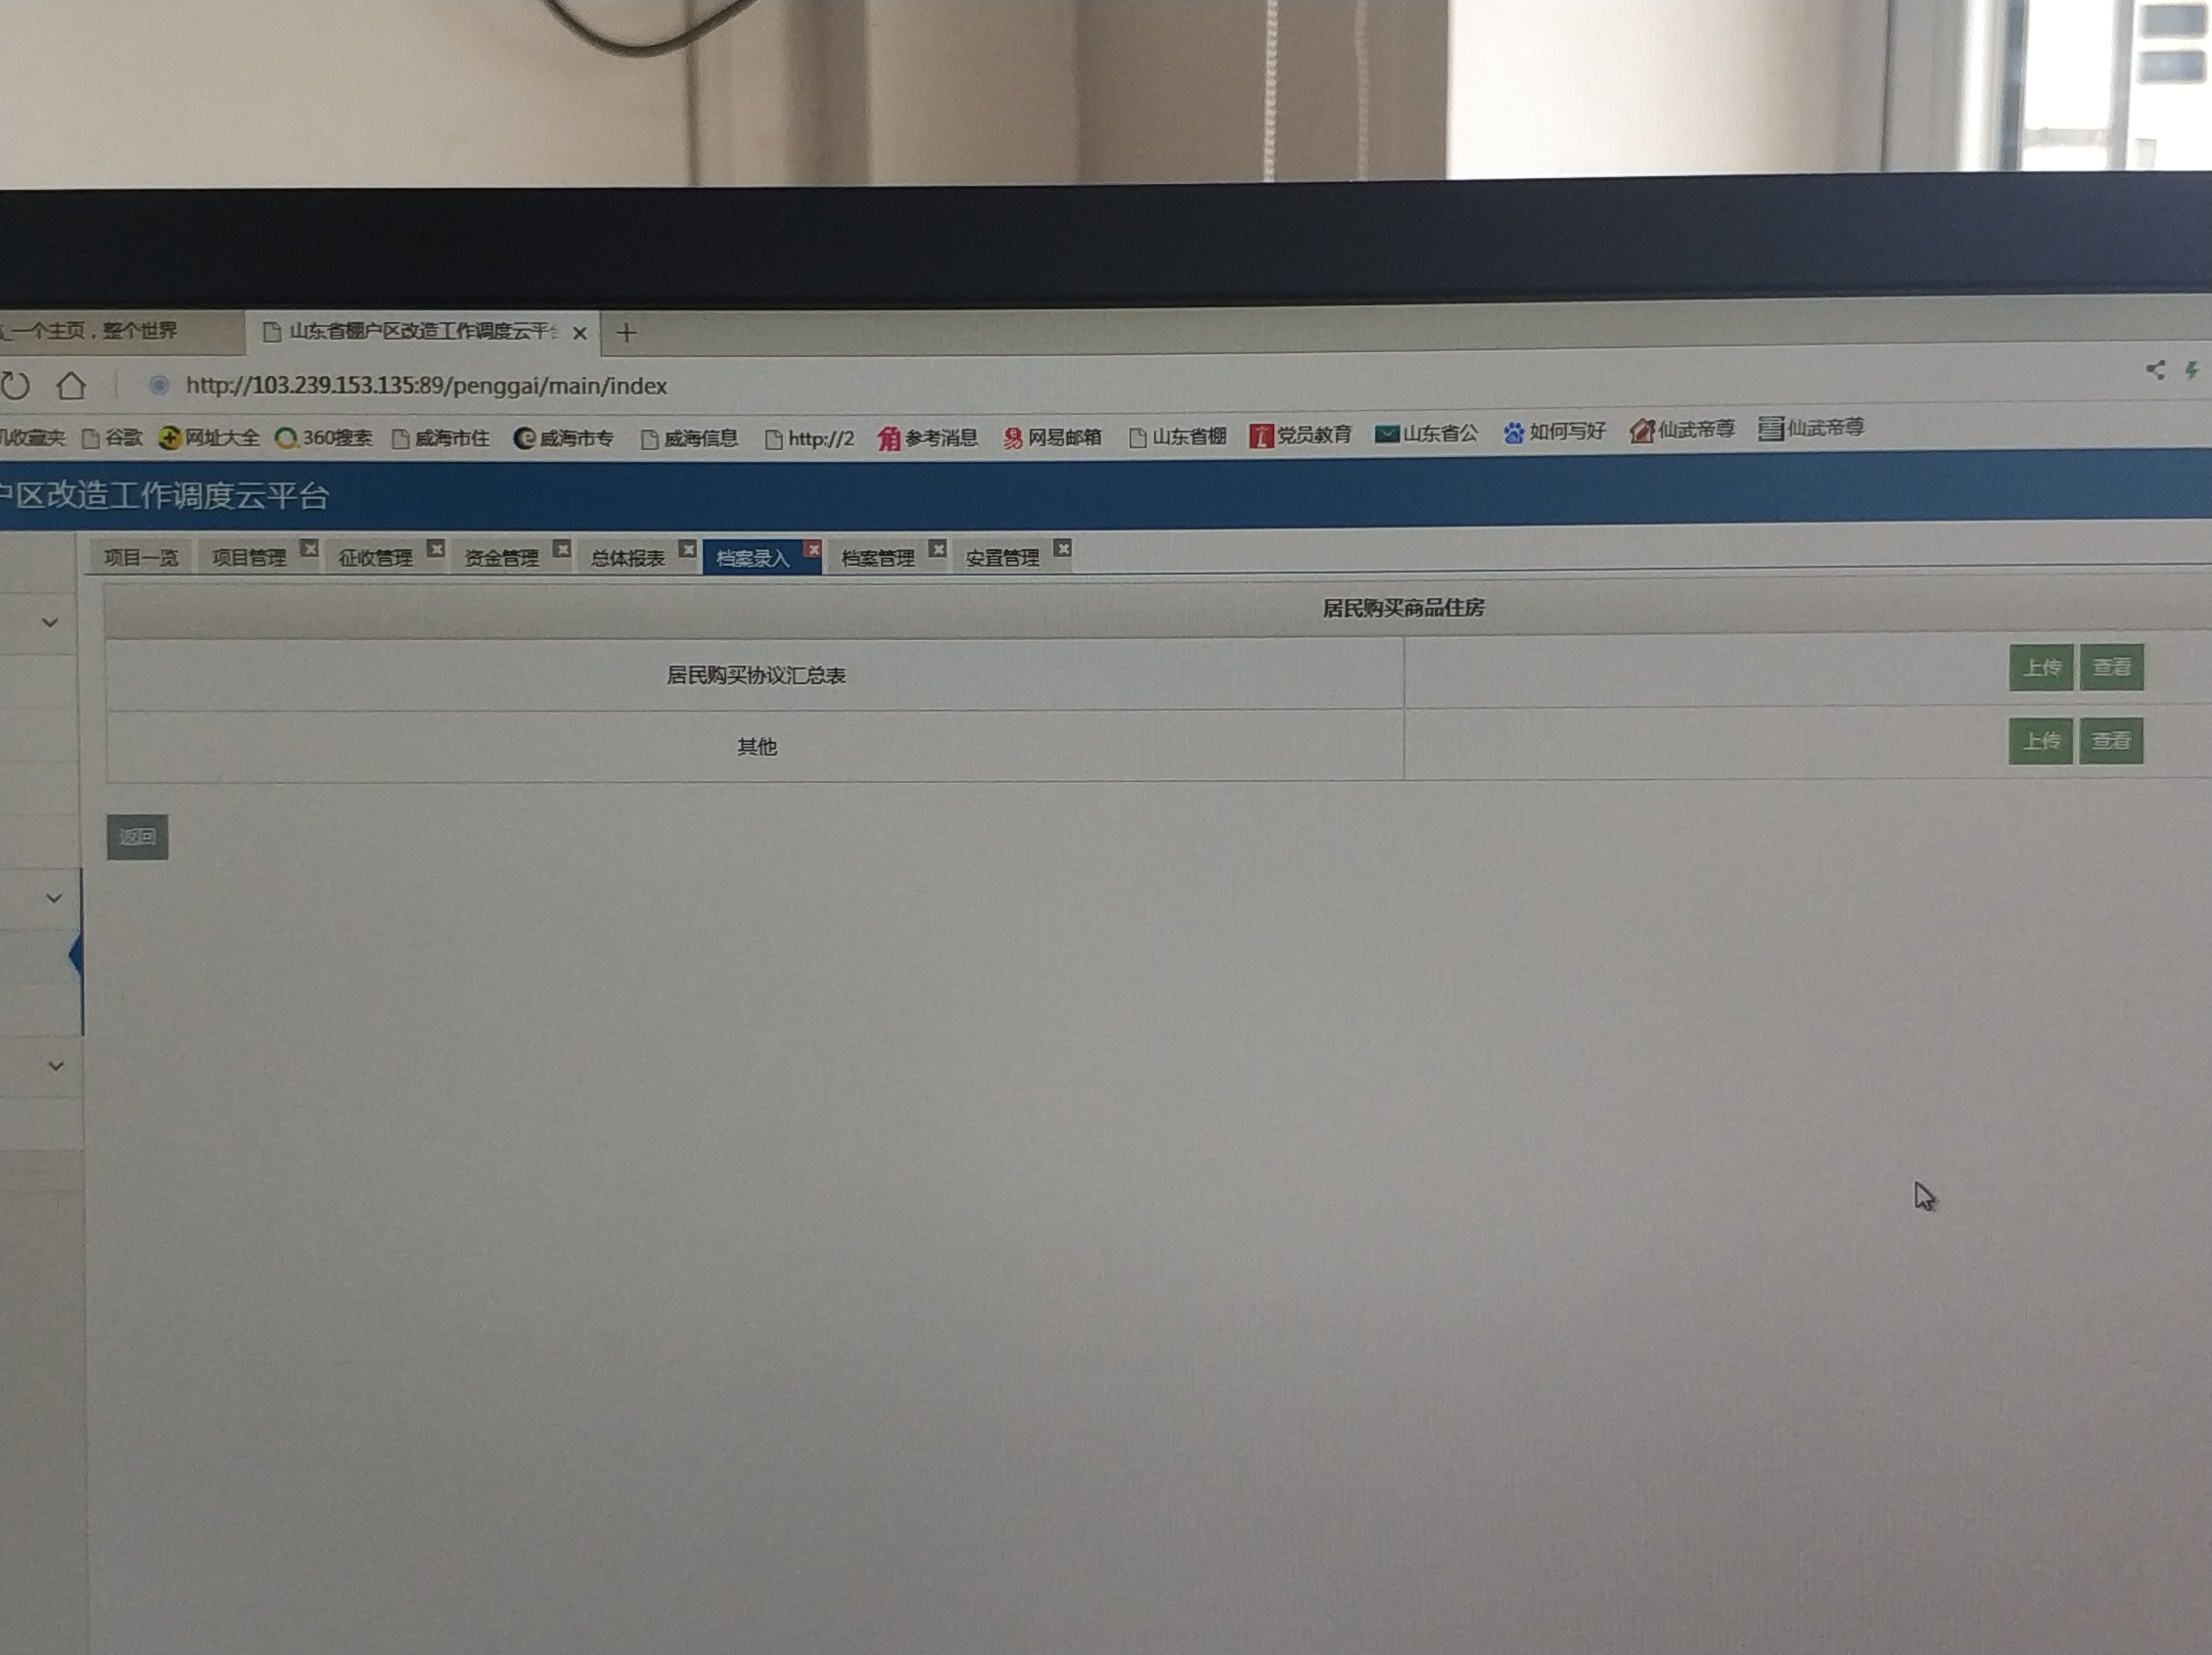 一个主页，整个世界 山东省棚户区改造工作调度云平
http://103.239.153.135:89/penggai/main/index
机收藏夹 谷歌 网址大全 360搜索 威海市住 威海市专 威海信息 http://2 参考消息 网易邮箱 山东省棚 党员教育 山东省公 如何写好 仙武帝尊 仙武帝尊
户区改造工作调度云平台
项目一览 项目管理 征收管理 资金管理 总体报表 档案录入 档案管理 安置管理
居民购买商品住房
居民购买协议汇总表 上传 查看
其他 上传 查看
返回